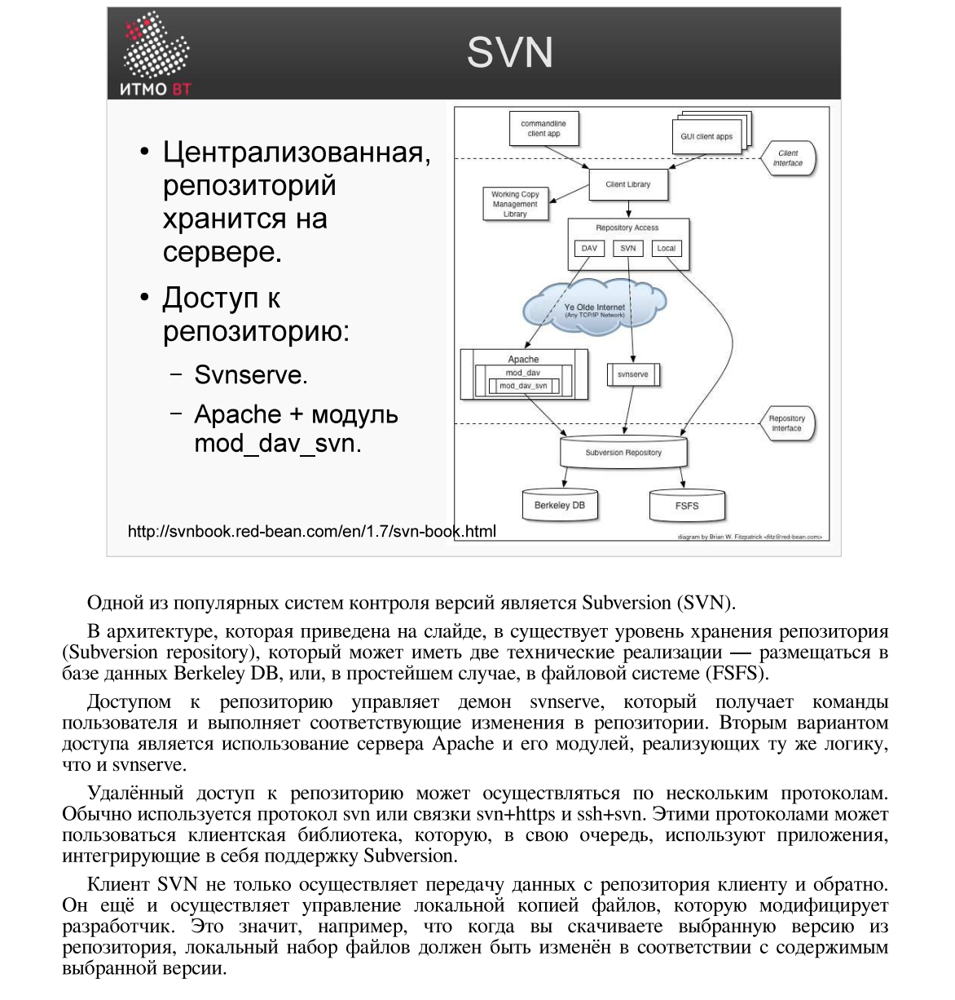 ИТМО ВТ
SVN
• Централизованная,
репозиторий
хранится на
сервере.
• Доступ к
репозиторию:
– Svnserve.
– Apache + модуль
mod_dav_svn.
http://svnbook.red-bean.com/en/1.7/svn-book.html
commandline
client app
GUI client apps
Client
Interface
Client Library
Working Copy
Management
Library
Repository Access
DAV
SVN
Local
Ye Olde Internet
(Any TCP/IP Network)
Apache
mod_dav
mod_dav_svn
svnserve
Repository
Interface
Subversion Repository
Berkeley DB
FSFS
diagram by Brian W. Fitzpatrick <fitz@red-bean.com>
Одной из популярных систем контроля версий является Subversion (SVN).
В архитектуре, которая приведена на слайде, в существует уровень хранения репозитория
(Subversion repository), который может иметь две технические реализации — размещаться в
базе данных Berkeley DB, или, в простейшем случае, в файловой системе (FSFS).
Доступом к репозиторию управляет демон svnserve, который получает команды
пользователя и выполняет соответствующие изменения в репозитории. Вторым вариантом
доступа является использование сервера Apache и его модулей, реализующих ту же логику,
что и svnserve.
Удалённый доступ к репозиторию может осуществляться по нескольким протоколам.
Обычно используется протокол svn или связки svn+https и ssh+svn. Этими протоколами может
пользоваться клиентская библиотека, которую, в свою очередь, используют приложения,
интегрирующие в себя поддержку Subversion.
Клиент SVN не только осуществляет передачу данных с репозитория клиенту и обратно.
Он ещё и осуществляет управление локальной копией файлов, которую модифицирует
разработчик. Это значит, например, что когда вы скачиваете выбранную версию из
репозитория, локальный набор файлов должен быть изменён в соответствии с содержимым
выбранной версии.